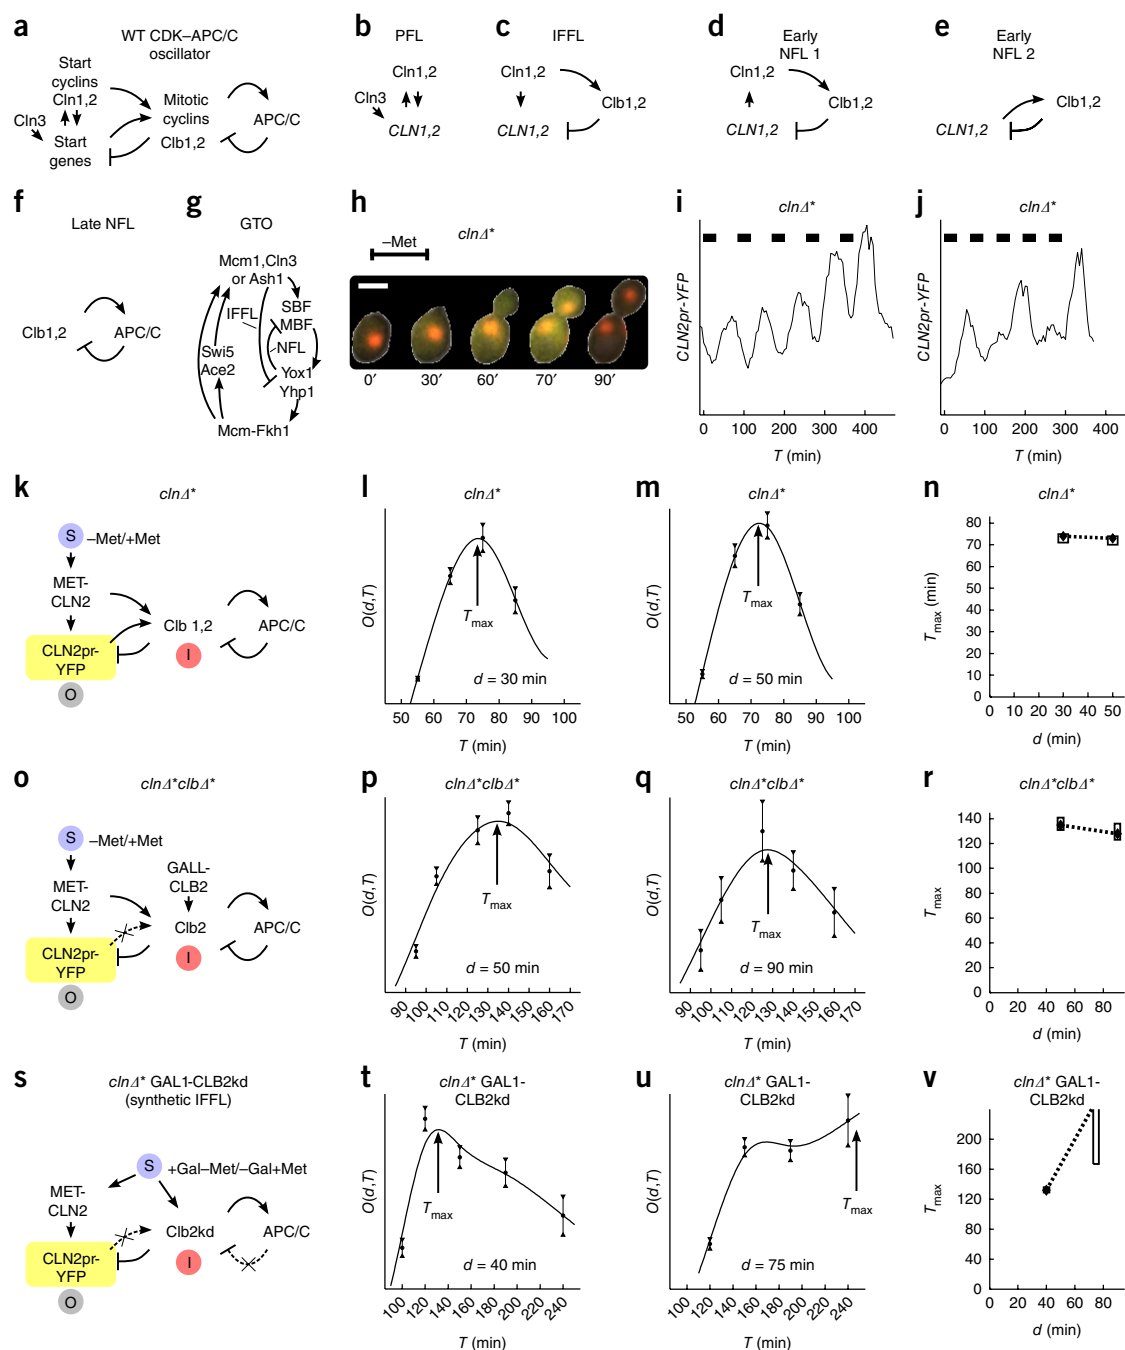 a
WT CDK–APC/C
oscillator
Start
cyclins
Cln1,2
Cln3
Start
genes
Mitotic
cyclins
Clb1,2
APC/C
b
PFL
Cln1,2
Cln3
CLN1,2
c
IFFL
Cln1,2
Clb1,2
CLN1,2
d
Early
NFL 1
Cln1,2
Clb1,2
CLN1,2
e
Early
NFL 2
Clb1,2
CLN1,2
f
Late NFL
Clb1,2
APC/C
g
GTO
Mcm1,Cln3
or Ash1
SBF
MBF
IFFL
NFL
Swi5
Ace2
Yox1
Yhp1
Mcm-Fkh1
h
clnΔ*
–Met
0′ 30′ 60′ 70′ 90′
i
clnΔ*
CLN2pr-YFP
0 100 200 300 400
T (min)
j
clnΔ*
CLN2pr-YFP
0 100 200 300 400
T (min)
k
clnΔ*
S –Met/+Met
MET-
CLN2
Clb 1,2
APC/C
CLN2pr-
YFP
I
O
l
clnΔ*
O(d,T)
Tmax
d = 30 min
50 60 70 80 90 100
T (min)
m
clnΔ*
O(d,T)
Tmax
d = 50 min
50 60 70 80 90 100
T (min)
n
clnΔ*
Tmax (min)
80
70
60
50
40
30
20
10
0
0 10 20 30 40 50
d (min)
o
clnΔ*clbΔ*
S –Met/+Met
GALL-
CLB2
MET-
CLN2
Clb2
APC/C
CLN2pr-
YFP
I
O
p
clnΔ*clbΔ*
O(d,T)
Tmax
d = 50 min
90 100 110 120 130 140 150 160 170
T (min)
q
clnΔ*clbΔ*
O(d,T)
Tmax
d = 90 min
90 100 110 120 130 140 150 160 170
T (min)
r
clnΔ*clbΔ*
Tmax
140
120
100
80
60
40
20
0
0 20 40 60 80
d (min)
s
clnΔ* GAL1-CLB2kd
(synthetic IFFL)
S +Gal–Met/–Gal+Met
MET-
CLN2
Clb2kd
APC/C
CLN2pr-
YFP
I
O
t
clnΔ* GAL1-
CLB2kd
O(d,T)
Tmax
d = 40 min
100 120 140 160 180 200 220 240
T (min)
u
clnΔ* GAL1-
CLB2kd
O(d,T)
Tmax
d = 75 min
100 120 140 160 180 200 220 240
T (min)
v
clnΔ* GAL1-
CLB2kd
Tmax
200
160
120
80
40
0
0 20 40 60 80
d (min)